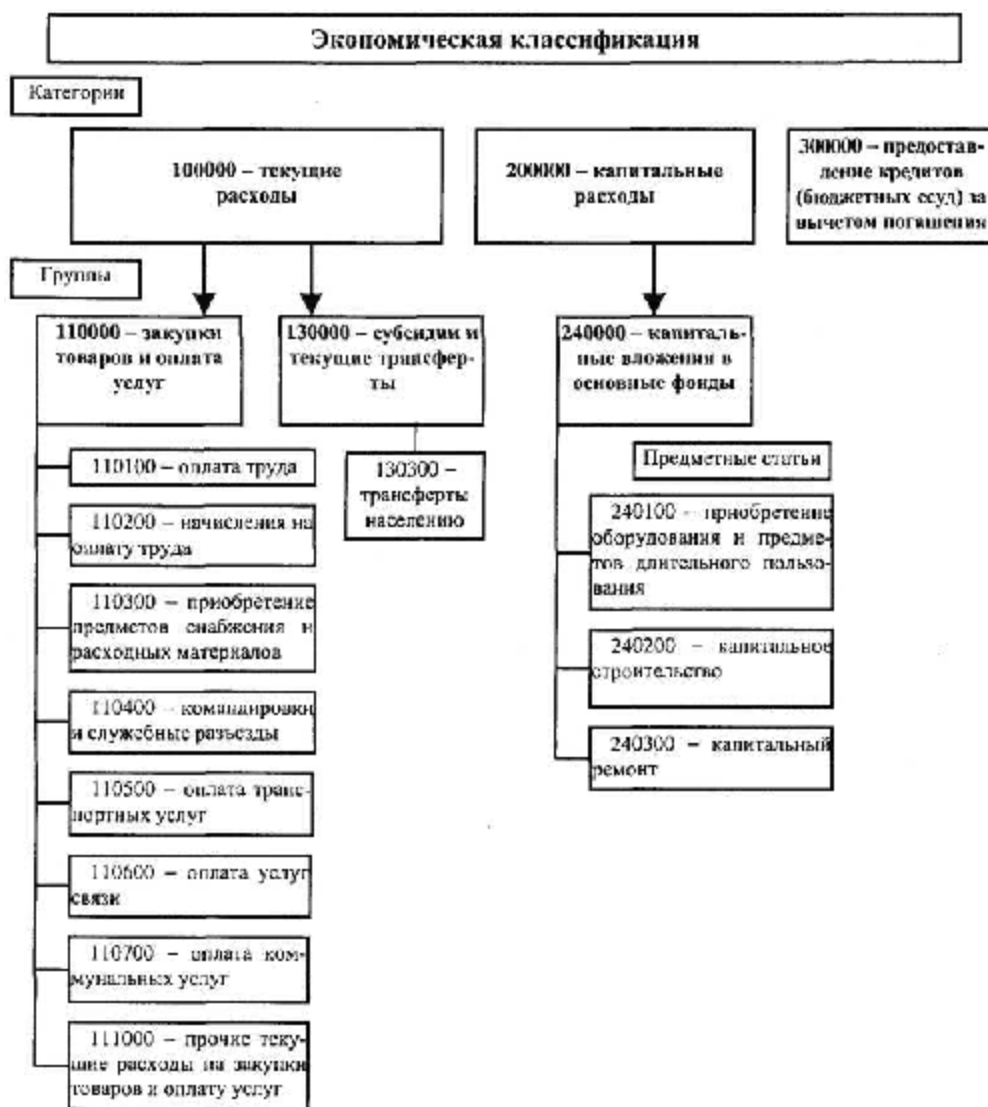 Экономическая классификация
Категории
100000 – текущие
расходы
200000 – капитальные
расходы
300000 – предостав-
ление кредитов
(бюджетных ссуд) за
вычетом погашения
Группы
110000 – закупки
товаров и оплата
услуг
130000 – субсидии и
текущие трансфер-
ты
240000 – капиталь-
ные вложения в
основные фонды
110100 – оплата труда
110200 – начисления на
оплату труда
110300 – приобретение
предметов снабжения и
расходных материалов
110400 – командировки
и служебные разъезды
110500 – оплата транс-
портных услуг
110600 – оплата услуг
связи
110700 – оплата ком-
мунальных услуг
111000 – прочие теку-
щие расходы на закупки
товаров и оплату услуг
130300 –
трансферты
населению
Предметные статьи
240100 – приобретение
оборудования и предме-
тов длительного пользо-
вания
240200 – капитальное
строительство
240300 – капитальный
ремонт